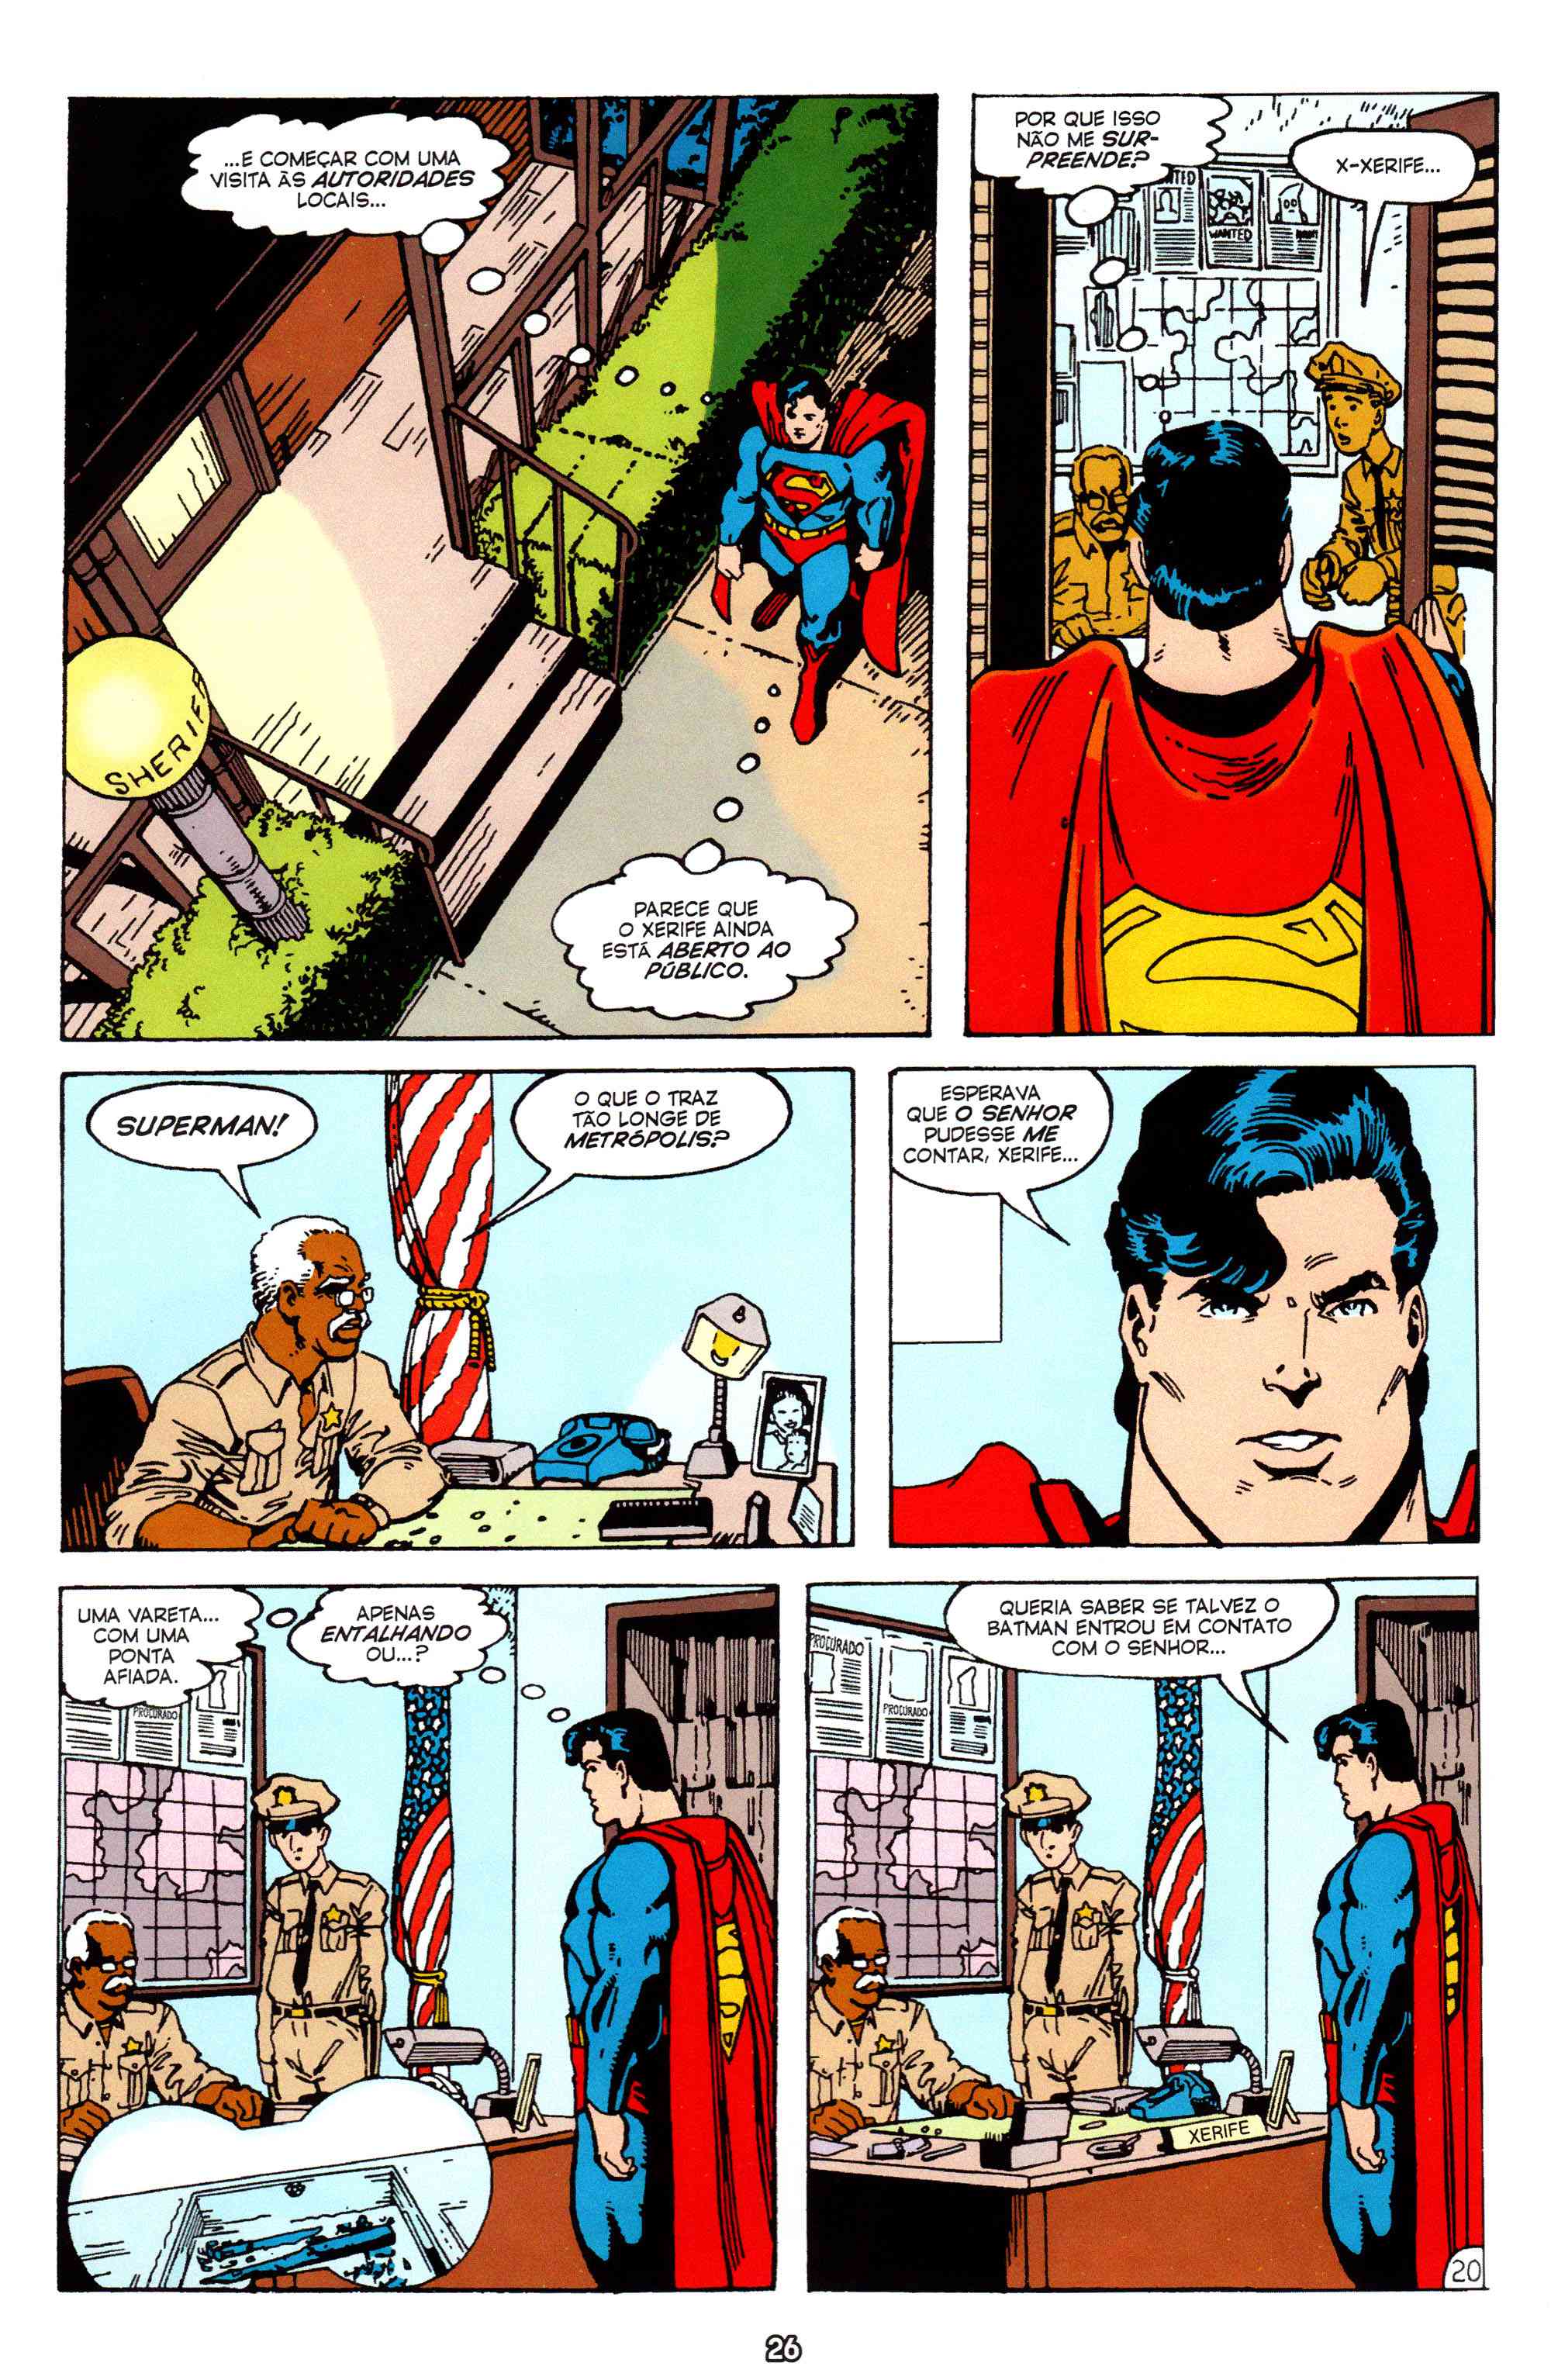 ...E COMEÇAR COM UMA
VISITA ÀS AUTORIDADES
LOCAIS...
SHERIFF
PARECE QUE
O XERIFE AINDA
ESTÁ ABERTO AO
PÚBLICO.
POR QUE ISSO
NÃO ME SUR-
PREENDE?
X-XERIFE...
WANTED
SUPERMAN!
O QUE O TRAZ
TÃO LONGE DE
METRÓPOLIS?
ESPERAVA
QUE O SENHOR
PUDESSE ME
CONTAR, XERIFE...
UMA VARETA...
COM UMA
PONTA
AFIADA.
APENAS
ENTALHANDO
OU...?
PROCURADO
QUERIA SABER SE TALVEZ O
BATMAN ENTROU EM CONTATO
COM O SENHOR...
PROCURADO
PROCURADO
XERIFE
20
26